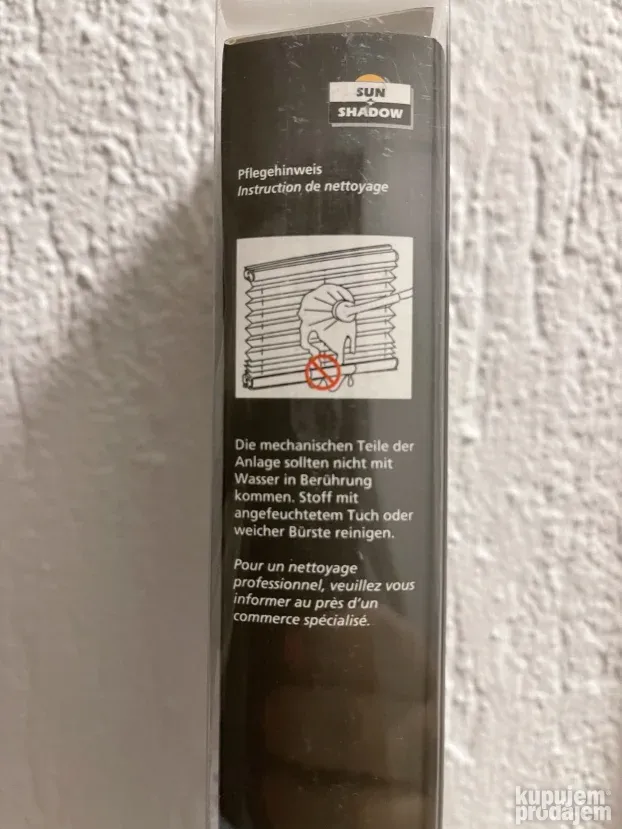 SUN
+
SHADOW
Pflegehinweis
Instruction de nettoyage
Die mechanischen Teile der
Anlage sollten nicht mit
Wasser in Berührung
kommen. Stoff mit
angefeuchtetem Tuch oder
weicher Bürste reinigen.
Pour un nettoyage
professionnel, veuillez vous
informer au près d'un
commerce spécialisé.
kupujem
prodajem